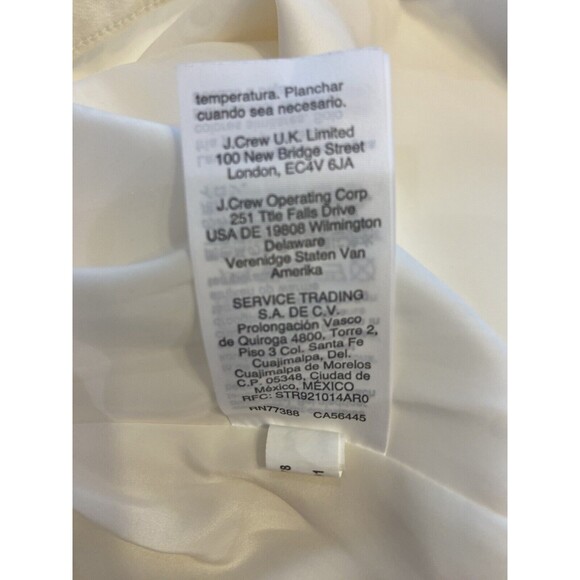 temperatura. Planchar
cuando sea necesario.
J.Crew U.K. Limited
100 New Bridge Street
London, EC4V 6JA
J.Crew Operating Corp
251 Ttle Falls Drive
USA DE 19808 Wilmington
Delaware
Verenidge Staten Van
Amerika
SERVICE TRADING
S.A. DE C.V.
Prolongación Vasco
de Quiroga 4800, Torre 2,
Piso 3 Col. Santa Fe
Cuajimalpa, Del.
Cuajimalpa de Morelos
C.P. 05348, Ciudad de
México, MÉXICO
RFC: STR921014AR0
RN77388 CA56445